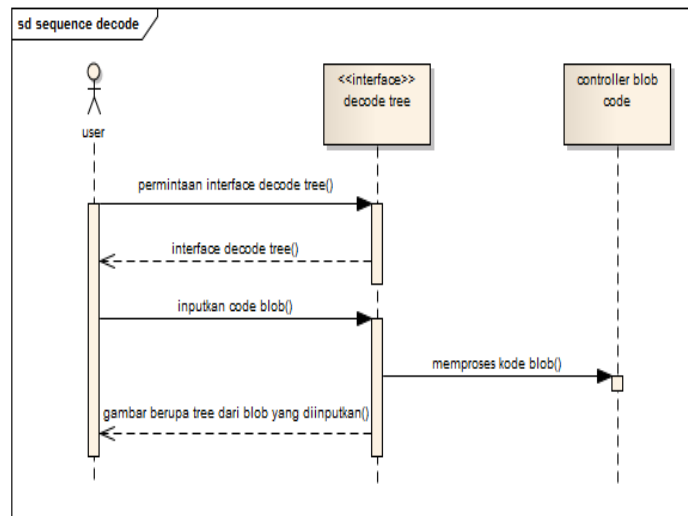 sd sequence decode
user
<<interface>>
decode tree
controller blob
code
permintaan interface decode tree()
interface decode tree()
inputkan code blob()
memproses kode blob()
gambar berupa tree dari blob yang diinputkan()